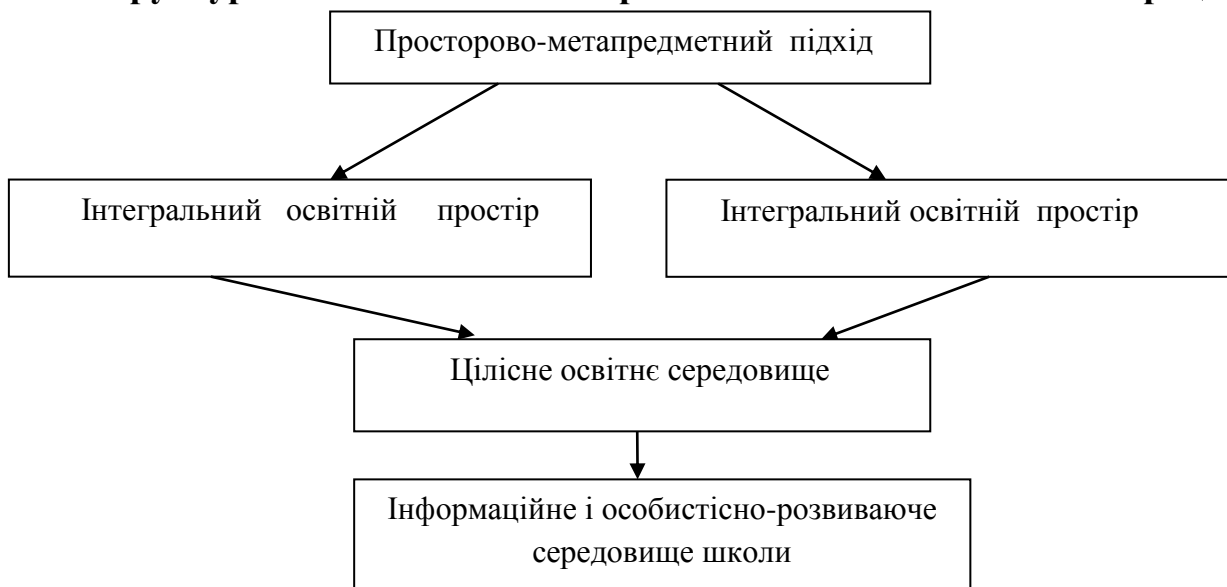 Просторово-метапредметний підхід
Інтегральний освітній простір
Інтегральний освітній простір
Цілісне освітнє середовище
Інформаційне і особистісно-розвиваюче
середовище школи